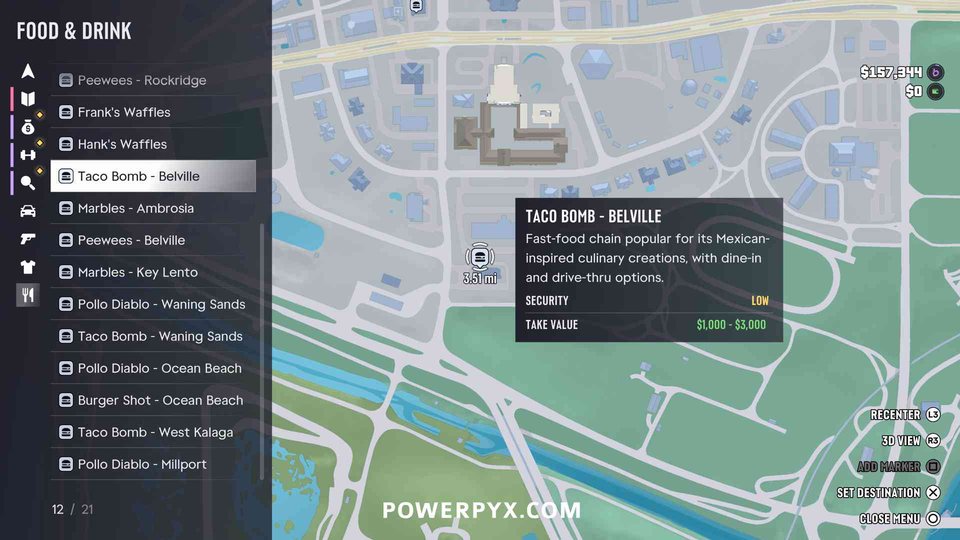 FOOD & DRINK
Peewees - Rockridge
Frank's Waffles
Hank's Waffles
Taco Bomb - Belville
Marbles - Ambrosia
Peewees - Belville
Marbles - Key Lento
Pollo Diablo - Waning Sands
Taco Bomb - Waning Sands
Pollo Diablo - Ocean Beach
Burger Shot - Ocean Beach
Taco Bomb - West Kalaga
Pollo Diablo - Millport
12 / 21
3.51 mi
TACO BOMB - BELVILLE
Fast-food chain popular for its Mexican-
inspired culinary creations, with dine-in
and drive-thru options.
SECURITY LOW
TAKE VALUE $1,000 - $3,000
$157,344
$0
RECENTER L3
3D VIEW R3
ADD MARKER
SET DESTINATION
CLOSE MENU
POWERPYX.COM